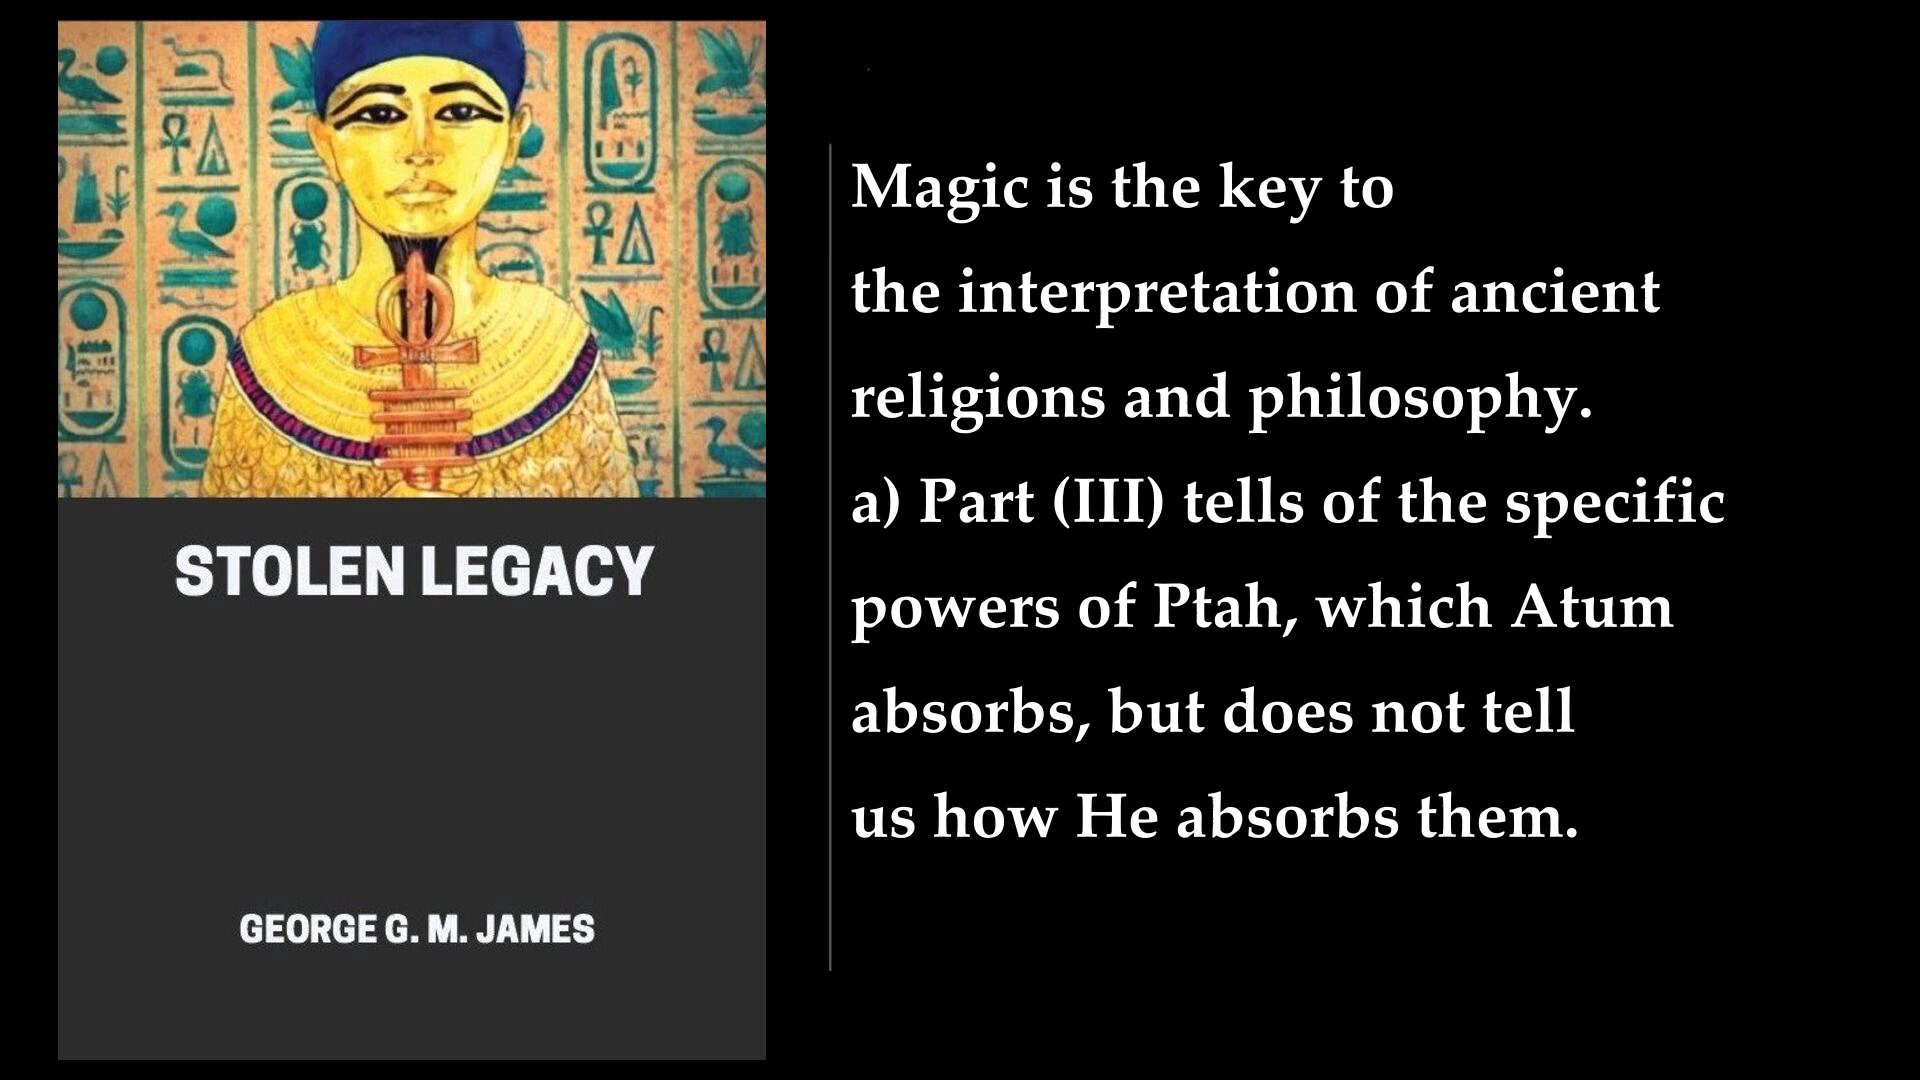 STOLEN LEGACY
GEORGE G. M. JAMES
Magic is the key to
the interpretation of ancient
religions and philosophy.
a) Part (III) tells of the specific
powers of Ptah, which Atum
absorbs, but does not tell
us how He absorbs them.